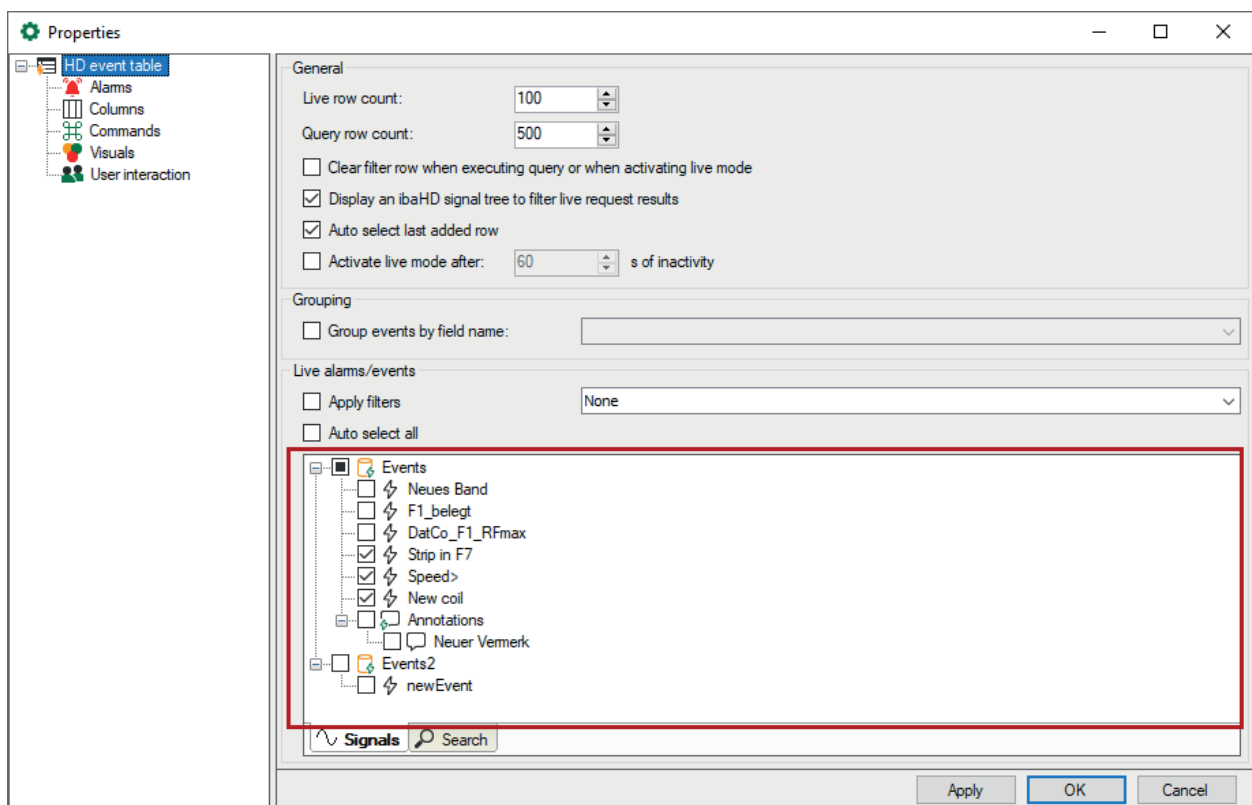 Properties
HD event table
Alarms
Columns
Commands
Visuals
User interaction
General
Live row count: 100
Query row count: 500
Clear filter row when executing query or when activating live mode
Display an ibaHD signal tree to filter live request results
Auto select last added row
Activate live mode after: 60 s of inactivity
Grouping
Group events by field name:
Live alarms/events
Apply filters None
Auto select all
Events
Neues Band
F1_belegt
DatCo_F1_RFmax
Strip in F7
Speed>
New coil
Annotations
Neuer Vermerk
Events2
newEvent
Signals Search
Apply OK Cancel